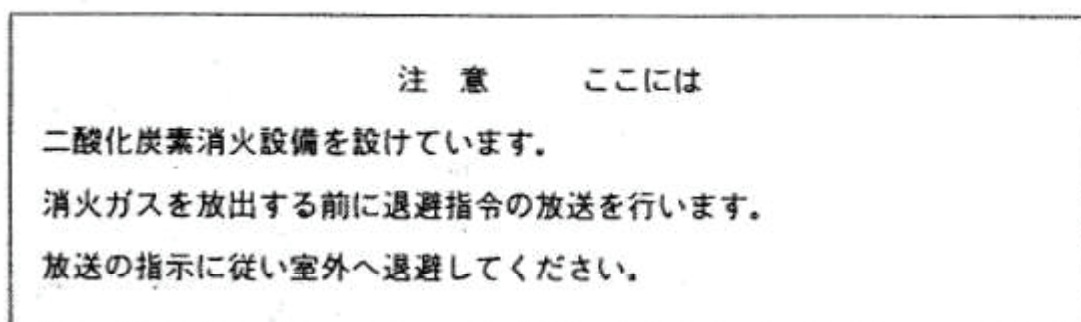 注 意　　ここには
二酸化炭素消火設備を設けています。
消火ガスを放出する前に退避指令の放送を行います。
放送の指示に従い室外へ退避してください。